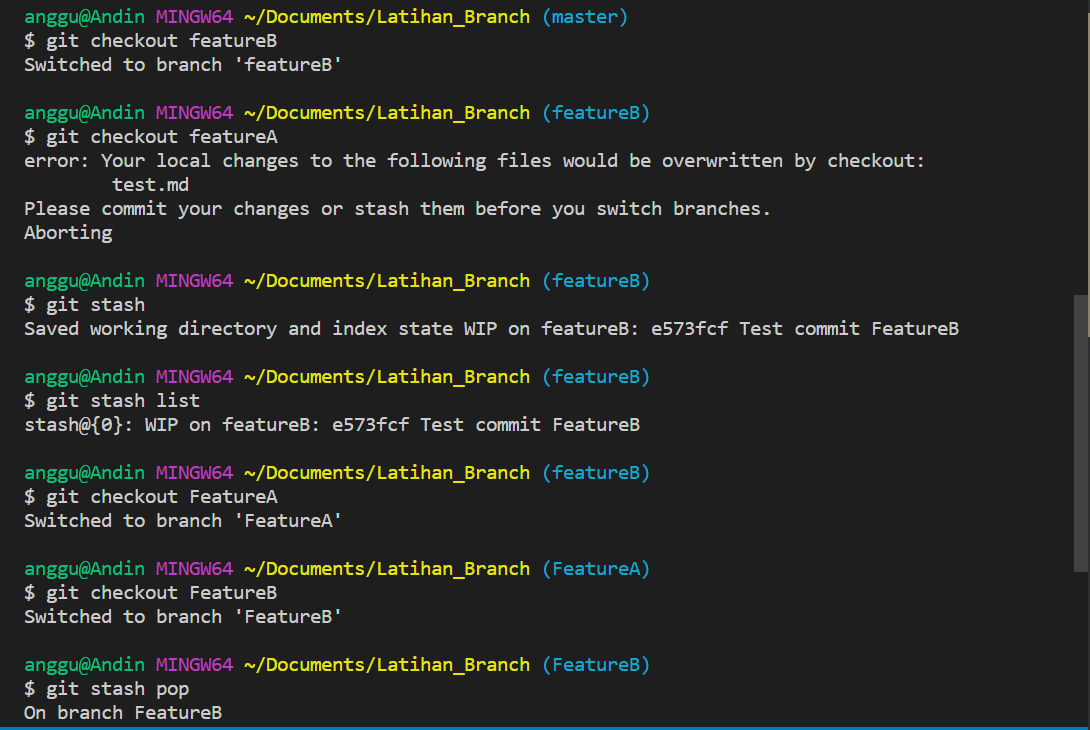 anggu@Andin MINGW64 ~/Documents/Latihan_Branch (master)
$ git checkout featureB
Switched to branch 'featureB'
anggu@Andin MINGW64 ~/Documents/Latihan_Branch (featureB)
$ git checkout featureA
error: Your local changes to the following files would be overwritten by checkout:
        test.md
Please commit your changes or stash them before you switch branches.
Aborting
anggu@Andin MINGW64 ~/Documents/Latihan_Branch (featureB)
$ git stash
Saved working directory and index state WIP on featureB: e573fcf Test commit FeatureB
anggu@Andin MINGW64 ~/Documents/Latihan_Branch (featureB)
$ git stash list
stash@{0}: WIP on featureB: e573fcf Test commit FeatureB
anggu@Andin MINGW64 ~/Documents/Latihan_Branch (featureB)
$ git checkout FeatureA
Switched to branch 'FeatureA'
anggu@Andin MINGW64 ~/Documents/Latihan_Branch (FeatureA)
$ git checkout FeatureB
Switched to branch 'FeatureB'
anggu@Andin MINGW64 ~/Documents/Latihan_Branch (FeatureB)
$ git stash pop
On branch FeatureB